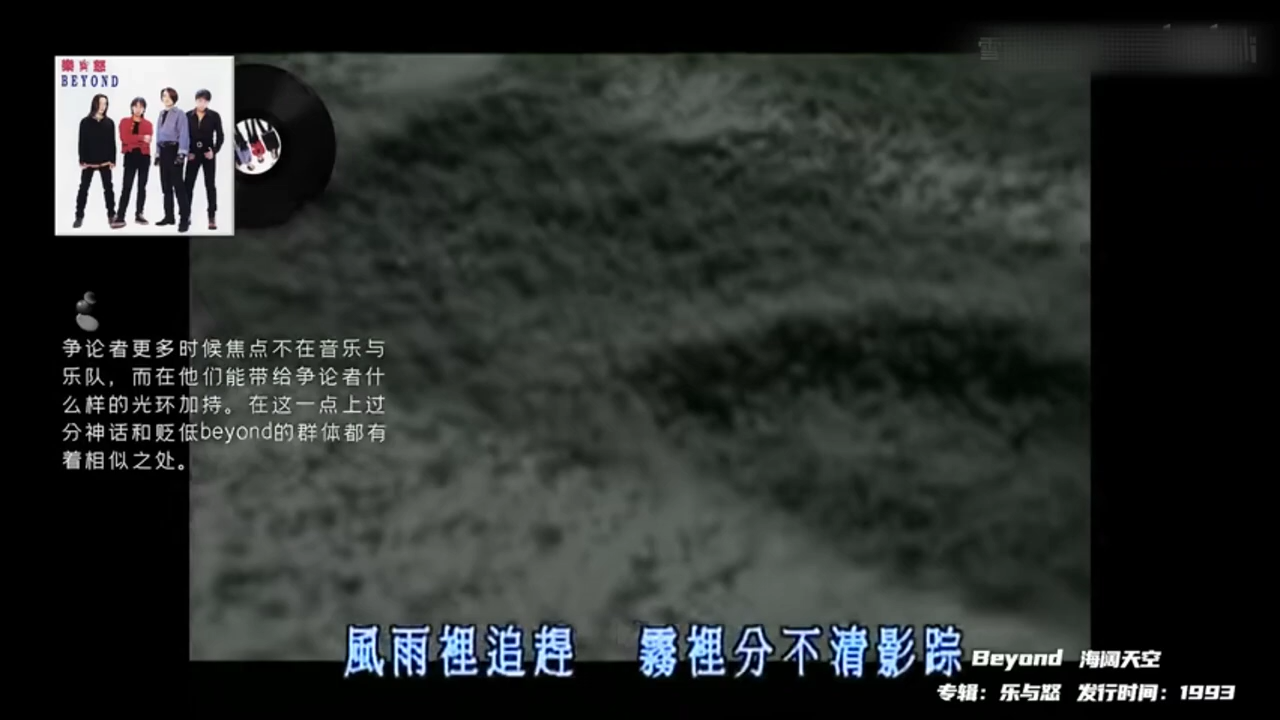 樂與怒
BEYOND
争论者更多时候焦点不在音乐与
乐队，而在他们能带给争论者什
么样的光环加持。在这一点上过
分神话和贬低beyond的群体都有
着相似之处。
風雨裡追趕 霧裡分不清影踪
Beyond 海阔天空
专辑：乐与怒 发行时间：1993